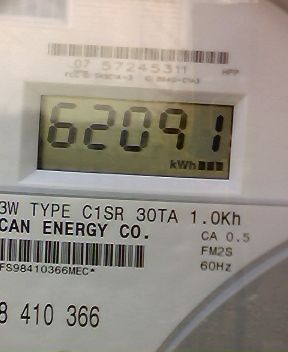 07 57245311
62091
kWh
3W TYPE C1SR 30TA 1.0Kh
CAN ENERGY CO.
CA 0.5
FM2S
60Hz
FS98410366MEC*
8 410 366